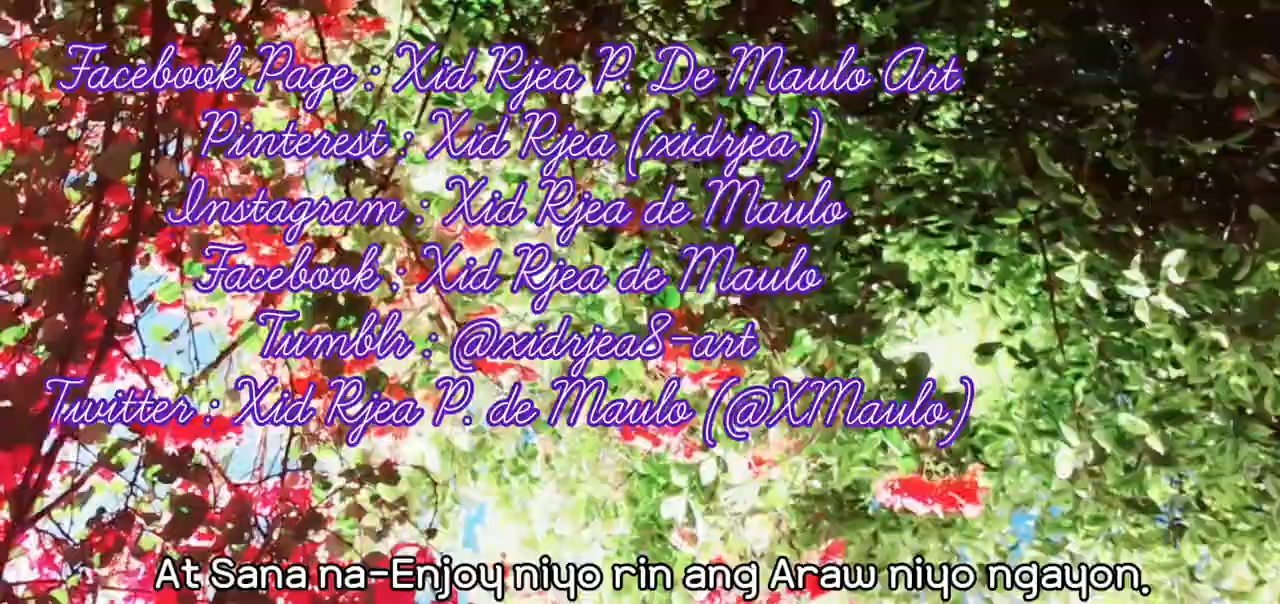 Facebook Page : Xid Rjea P. De Maulo Art
Pinterest : Xid Rjea (xidrjea)
Instagram : Xid Rjea de Maulo
Facebook : Xid Rjea de Maulo
Tumblr : @xidrjea8-art
Twitter : Xid Rjea P. de Maulo (@XMaulo)
At Sana na-Enjoy niyo rin ang Araw niyo ngayon.